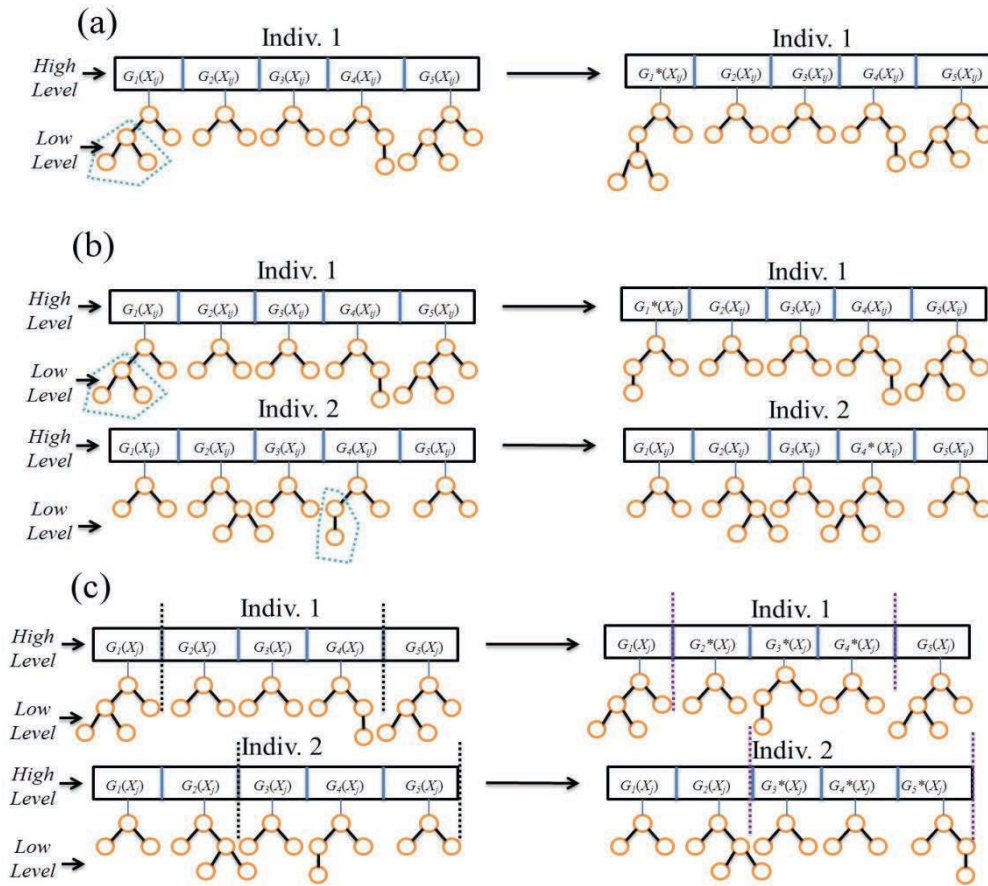 (a)
Indiv. 1 Indiv. 1
High Level G1(Xij) G2(Xij) G3(Xij) G4(Xij) G5(Xij) G1*(Xij) G2(Xij) G3(Xij) G4(Xij) G5(Xij)
Low Level
(b)
Indiv. 1 Indiv. 1
High Level G1(Xij) G2(Xij) G3(Xij) G4(Xij) G5(Xij) G1*(Xij) G2(Xij) G3(Xij) G4(Xij) G5(Xij)
Low Level
Indiv. 2 Indiv. 2
High Level G1(Xij) G2(Xij) G3(Xij) G4(Xij) G5(Xij) G1(Xij) G2(Xij) G3(Xij) G4*(Xij) G5(Xij)
Low Level
(c)
Indiv. 1 Indiv. 1
High Level G1(Xj) G2(Xj) G3(Xj) G4(Xj) G5(Xj) G1(Xj) G2*(Xj) G3*(Xj) G4*(Xj) G5(Xj)
Low Level
Indiv. 2 Indiv. 2
High Level G1(Xj) G2(Xj) G3(Xj) G4(Xj) G5(Xj) G1(Xj) G2(Xj) G3*(Xj) G4*(Xj) G5*(Xj)
Low Level